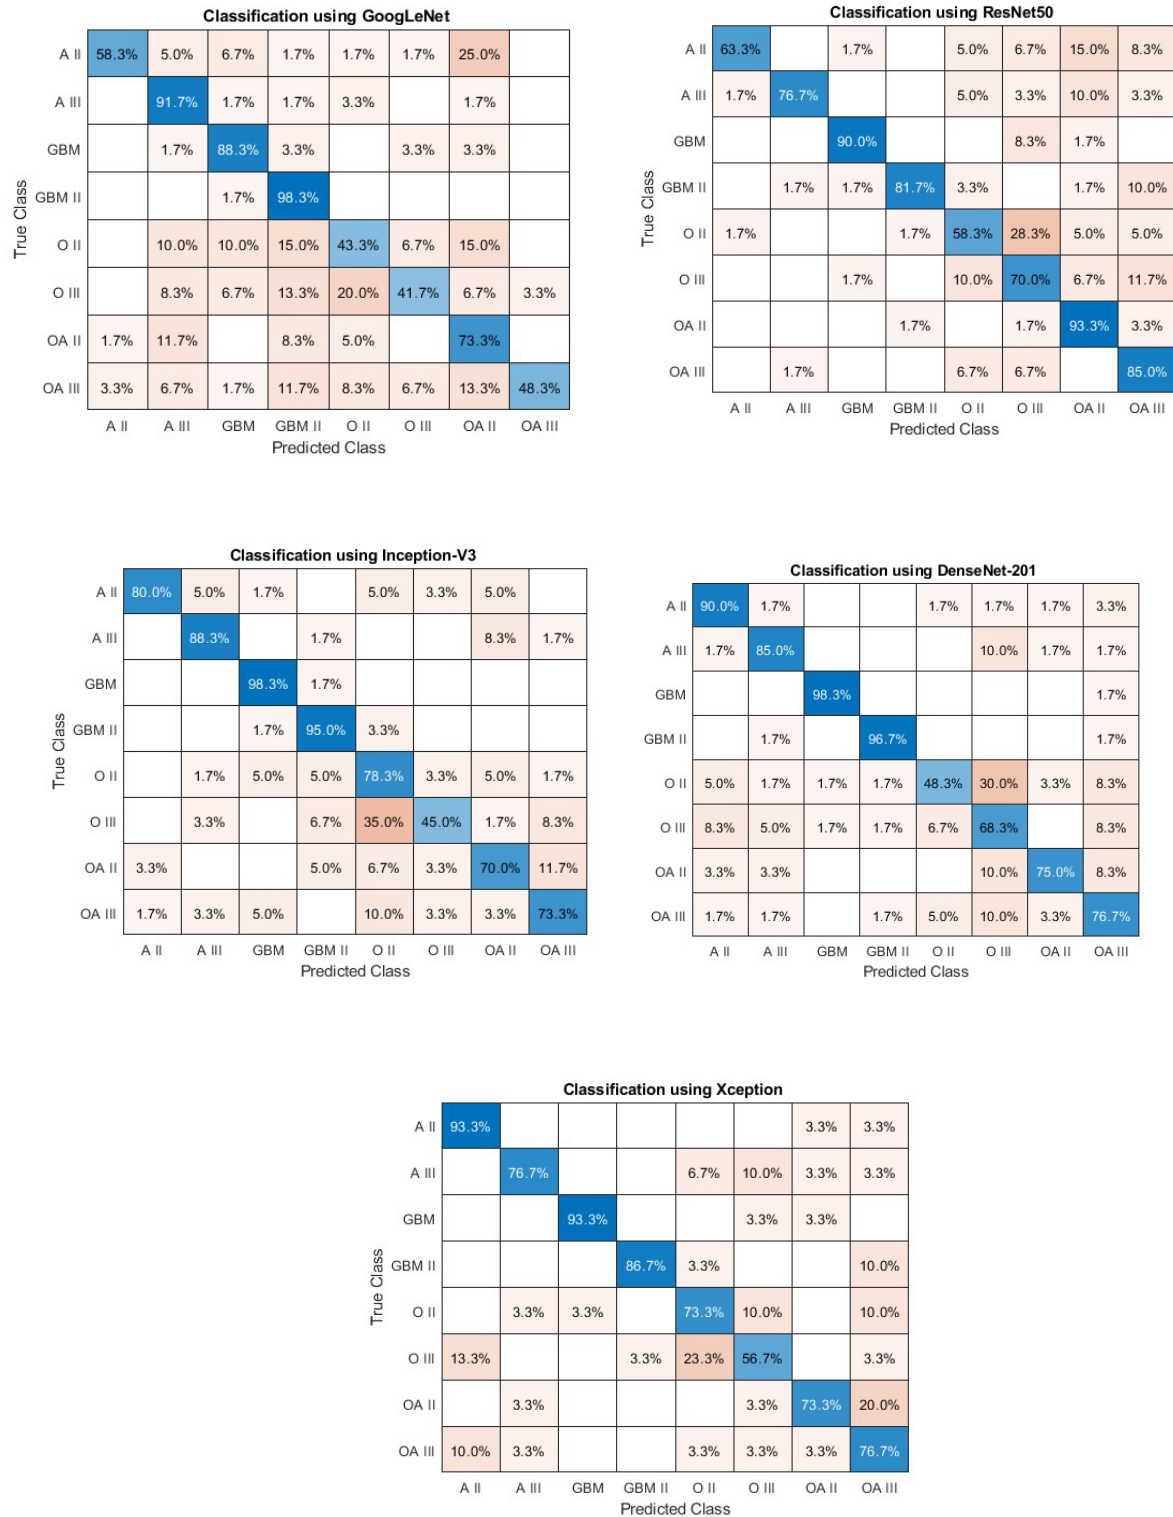 Classification using GoogLeNet
A II 58.3% 5.0% 6.7% 1.7% 1.7% 1.7% 25.0%
A III 91.7% 1.7% 1.7% 3.3% 1.7%
GBM 1.7% 88.3% 3.3% 3.3% 3.3%
GBM II 1.7% 98.3%
O II 10.0% 10.0% 15.0% 43.3% 6.7% 15.0%
O III 8.3% 6.7% 13.3% 20.0% 41.7% 6.7% 3.3%
OA II 1.7% 11.7% 8.3% 5.0% 73.3%
OA III 3.3% 6.7% 1.7% 11.7% 8.3% 6.7% 13.3% 48.3%
A II A III GBM GBM II O II O III OA II OA III
Predicted Class
True Class
Classification using ResNet50
A II 63.3% 1.7% 5.0% 6.7% 15.0% 8.3%
A III 1.7% 76.7% 5.0% 3.3% 10.0% 3.3%
GBM 90.0% 8.3% 1.7%
GBM II 1.7% 1.7% 81.7% 3.3% 1.7% 10.0%
O II 1.7% 1.7% 58.3% 28.3% 5.0% 5.0%
O III 1.7% 10.0% 70.0% 6.7% 11.7%
OA II 1.7% 1.7% 93.3% 3.3%
OA III 1.7% 6.7% 6.7% 85.0%
A II A III GBM GBM II O II O III OA II OA III
Predicted Class
True Class
Classification using Inception-V3
A II 80.0% 5.0% 1.7% 5.0% 3.3% 5.0%
A III 88.3% 1.7% 8.3% 1.7%
GBM 98.3% 1.7%
GBM II 1.7% 95.0% 3.3%
O II 1.7% 5.0% 5.0% 78.3% 3.3% 5.0% 1.7%
O III 3.3% 6.7% 35.0% 45.0% 1.7% 8.3%
OA II 3.3% 5.0% 6.7% 3.3% 70.0% 11.7%
OA III 1.7% 3.3% 5.0% 10.0% 3.3% 3.3% 73.3%
A II A III GBM GBM II O II O III OA II OA III
Predicted Class
True Class
Classification using DenseNet-201
A II 90.0% 1.7% 1.7% 1.7% 1.7% 3.3%
A III 1.7% 85.0% 10.0% 1.7% 1.7%
GBM 98.3% 1.7%
GBM II 1.7% 96.7% 1.7%
O II 5.0% 1.7% 1.7% 1.7% 48.3% 30.0% 3.3% 8.3%
O III 8.3% 5.0% 1.7% 1.7% 6.7% 68.3% 8.3%
OA II 3.3% 3.3% 10.0% 75.0% 8.3%
OA III 1.7% 1.7% 1.7% 5.0% 10.0% 3.3% 76.7%
A II A III GBM GBM II O II O III OA II OA III
Predicted Class
True Class
Classification using Xception
A II 93.3% 3.3% 3.3%
A III 76.7% 6.7% 10.0% 3.3% 3.3%
GBM 93.3% 3.3% 3.3%
GBM II 86.7% 3.3% 10.0%
O II 3.3% 3.3% 73.3% 10.0% 10.0%
O III 13.3% 3.3% 23.3% 56.7% 3.3%
OA II 3.3% 3.3% 73.3% 20.0%
OA III 10.0% 3.3% 3.3% 3.3% 3.3% 76.7%
A II A III GBM GBM II O II O III OA II OA III
Predicted Class
True Class